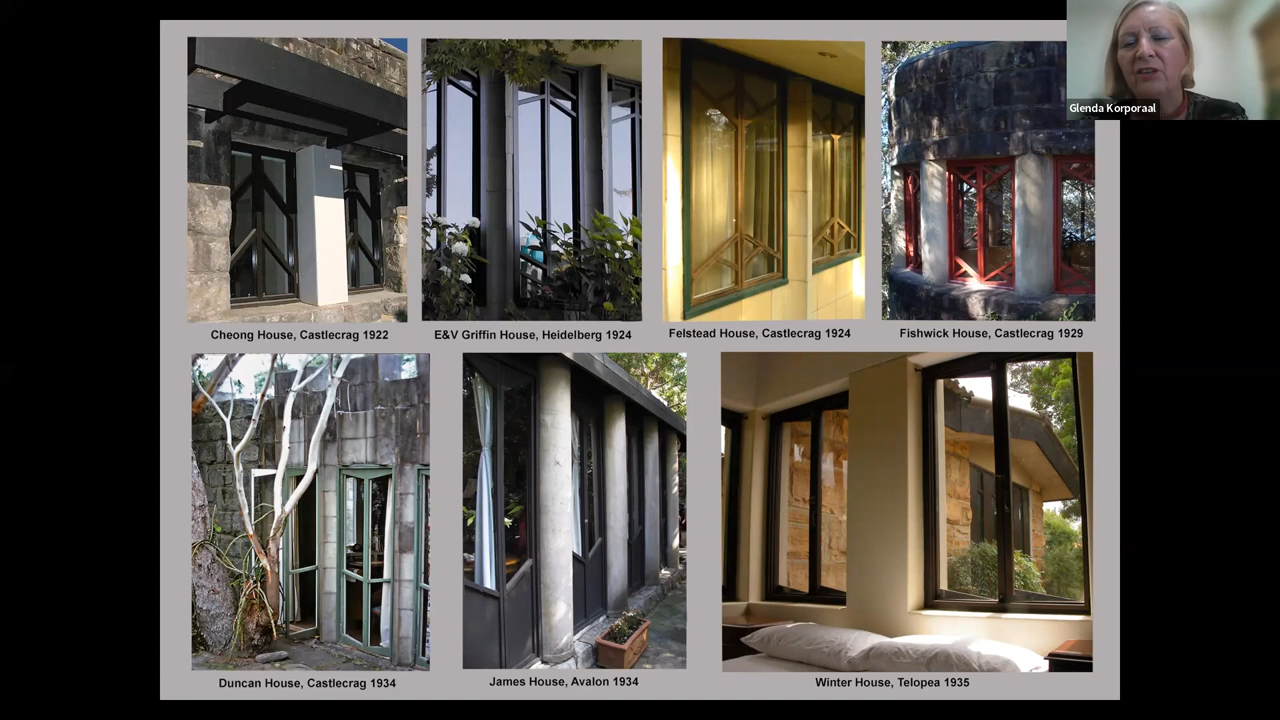 Glenda Korporaal
Cheong House, Castlecrag 1922
E&V Griffin House, Heidelberg 1924
Felstead House, Castlecrag 1924
Fishwick House, Castlecrag 1929
Duncan House, Castlecrag 1934
James House, Avalon 1934
Winter House, Telopea 1935